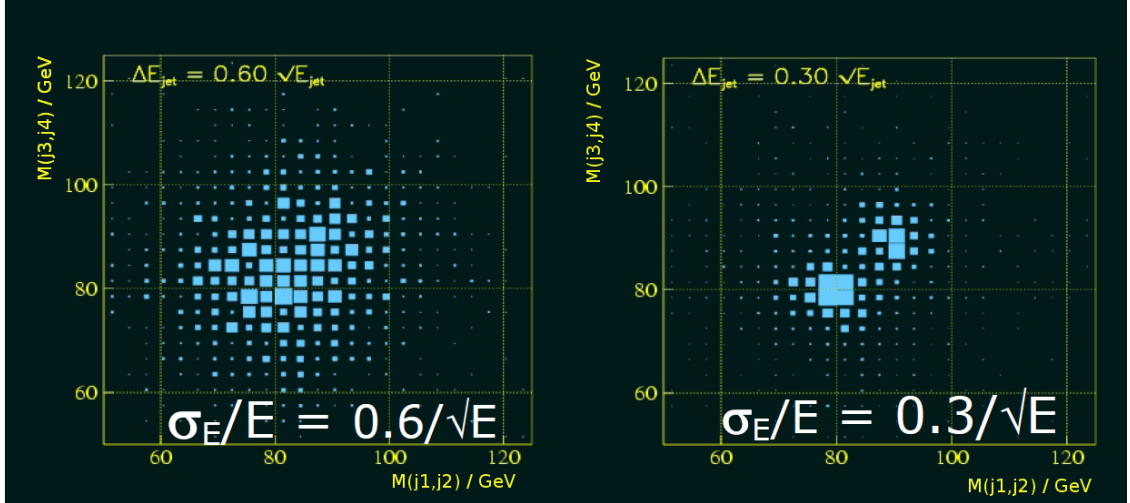 ΔE_jet = 0.60 √E_jet
M(j3,j4) / GeV
120
100
80
60
σ_E/E = 0.6/√E
60
80
100
120
M(j1,j2) / GeV
ΔE_jet = 0.30 √E_jet
M(j3,j4) / GeV
120
100
80
60
σ_E/E = 0.3/√E
60
80
100
120
M(j1,j2) / GeV